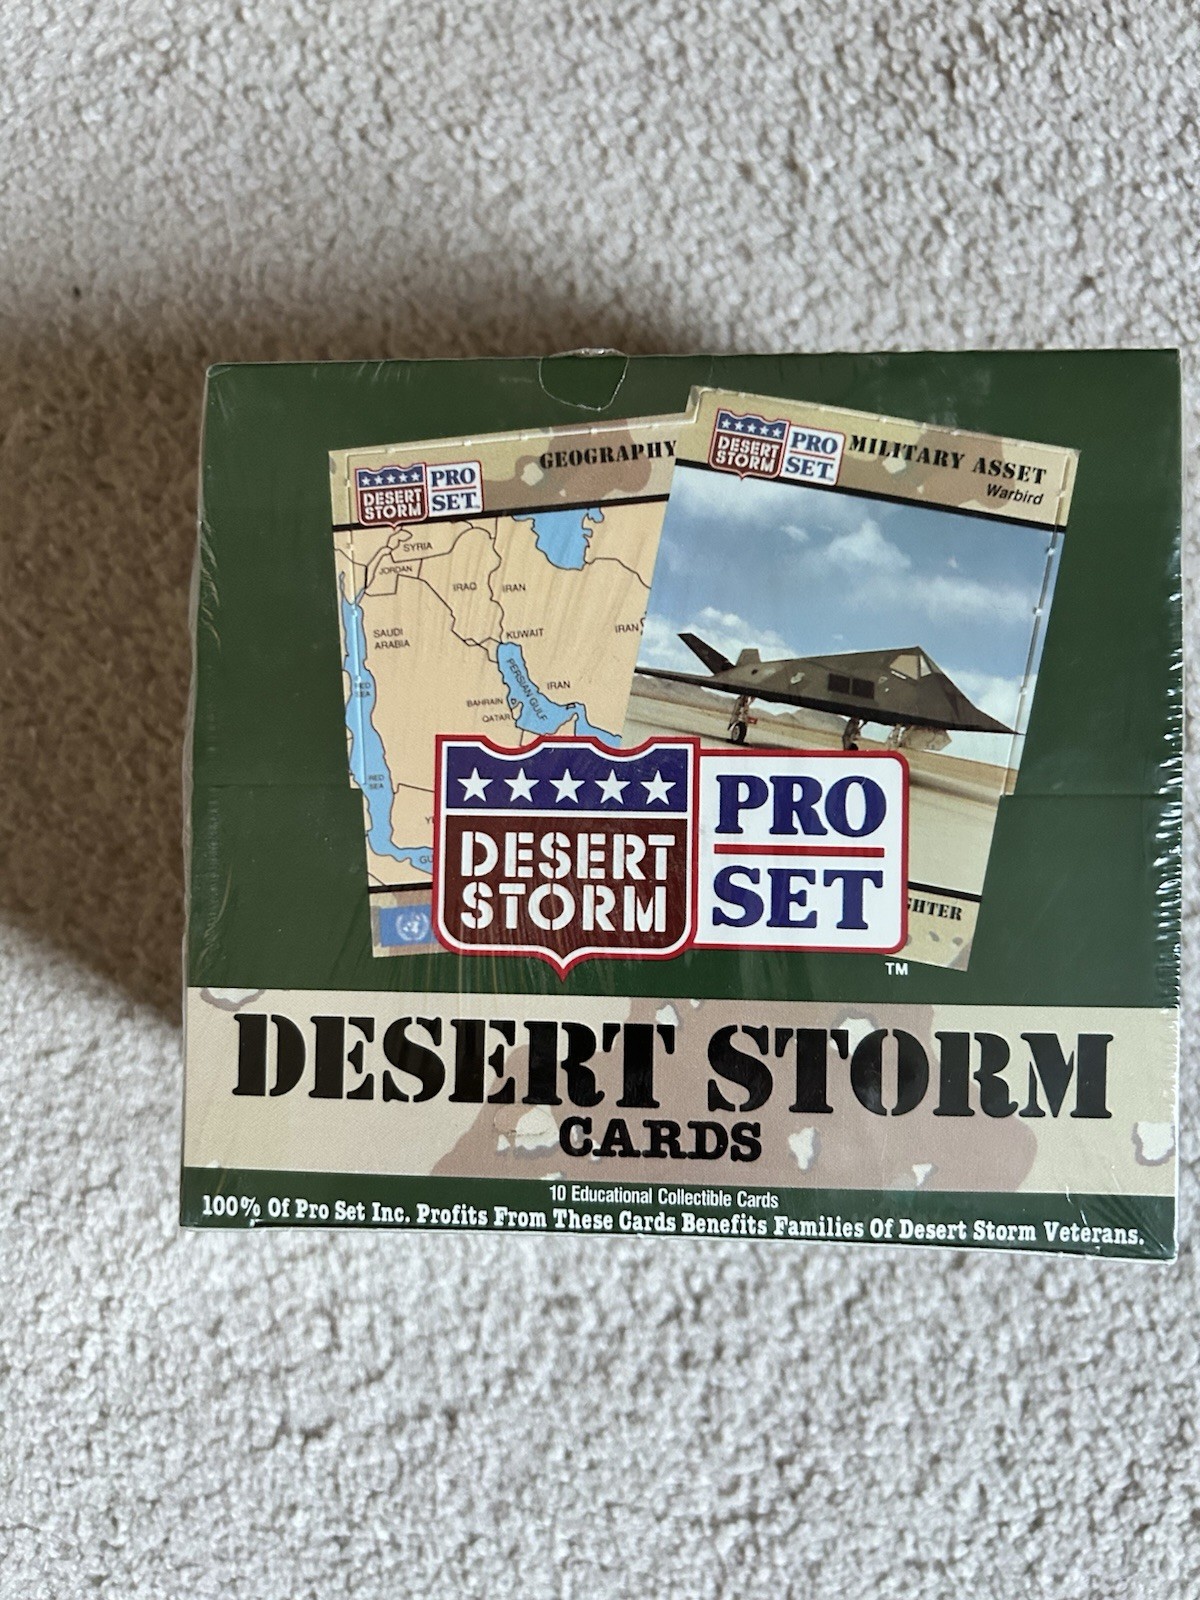 DESERT
STORM
PRO
SET
GEOGRAPHY
DESERT
STORM
PRO
SET
MILITARY ASSET
Warbird
SYRIA
JORDAN
IRAQ
IRAN
SAUDI
ARABIA
KUWAIT
IRAN
PERSIAN GULF
IRAN
BAHRAIN
QATAR
RED
SEA
RED
SEA
DESERT
STORM
PRO
SET
TM
DESERT STORM
CARDS
10 Educational Collectible Cards
100% Of Pro Set Inc. Profits From These Cards Benefits Families Of Desert Storm Veterans.